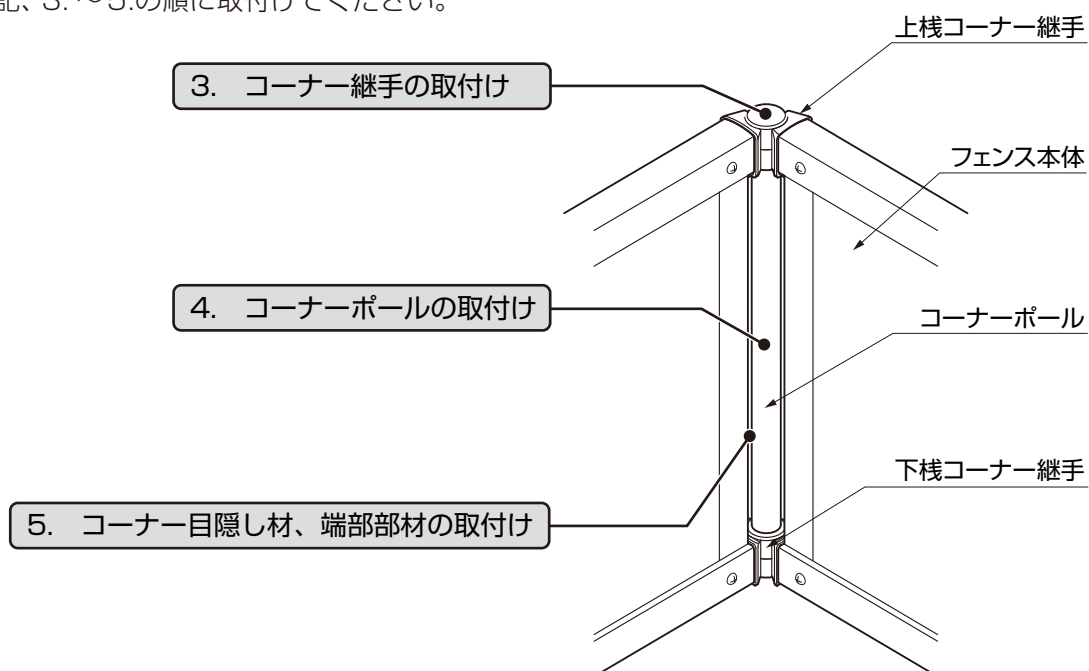 記、3.～5.の順に取付けてください。
上桟コーナー継手
3. コーナー継手の取付け
フェンス本体
4. コーナーポールの取付け
コーナーポール
下桟コーナー継手
5. コーナー目隠し材、端部部材の取付け